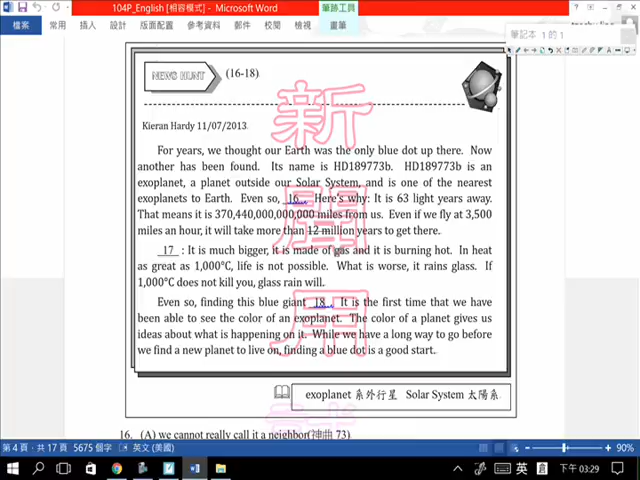 104P_English [相容模式] - Microsoft Word
筆跡工具
檔案 常用 插入 設計 版面配置 參考資料 郵件 校閱 檢視 畫筆
筆記本 1 的 1
NEWS HUNT (16-18)
Kieran Hardy 11/07/2013
For years, we thought our Earth was the only blue dot up there. Now
another has been found. Its name is HD189773b. HD189773b is an
exoplanet, a planet outside our Solar System, and is one of the nearest
exoplanets to Earth. Even so, 16 . Here's why: It is 63 light years away.
That means it is 370,440,000,000,000 miles from us. Even if we fly at 3,500
miles an hour, it will take more than 12 million years to get there.
17 : It is much bigger, it is made of gas and it is burning hot. In heat
as great as 1,000°C, life is not possible. What is worse, it rains glass. If
1,000°C does not kill you, glass rain will.
Even so, finding this blue giant 18 . It is the first time that we have
been able to see the color of an exoplanet. The color of a planet gives us
ideas about what is happening on it. While we have a long way to go before
we find a new planet to live on, finding a blue dot is a good start.
新
聞
用
exoplanet 系外行星 Solar System 太陽系
16. (A) we cannot really call it a neighbor(神曲 73)
第 4 頁，共 17 頁 5675 個字 英文 (美國) 90%
英 下午 03:29